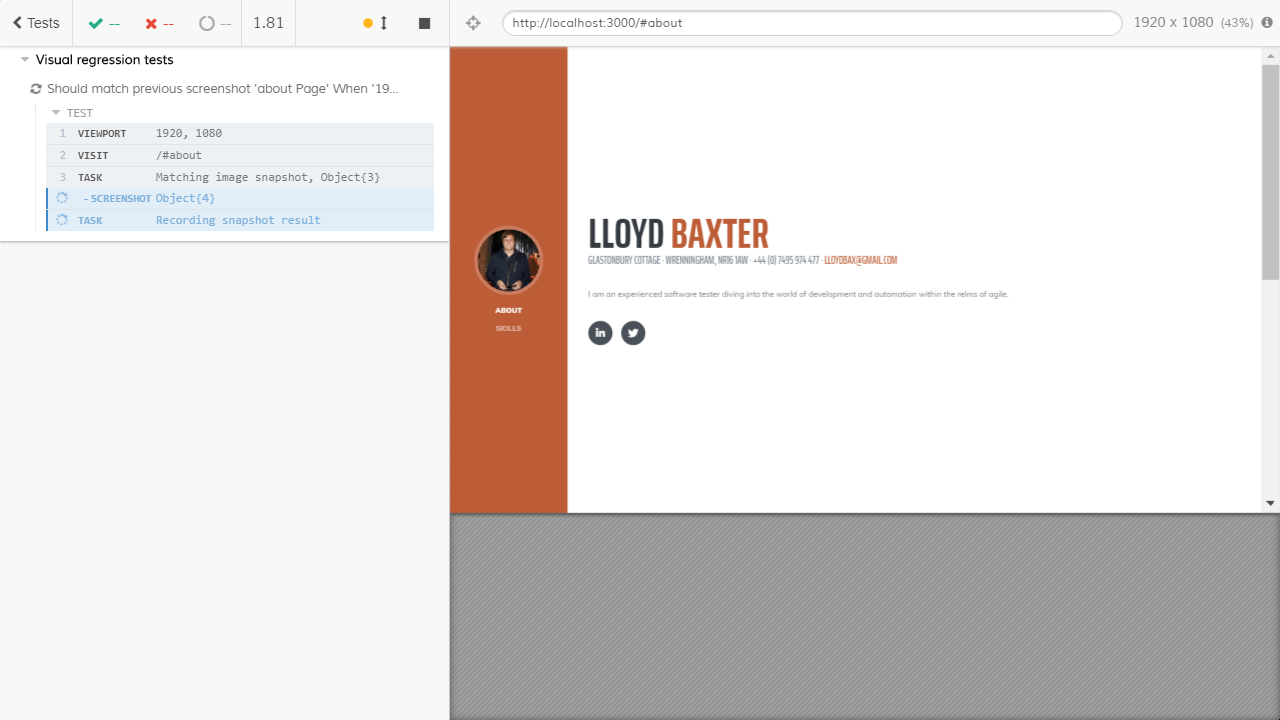 Tests -- -- -- 1.81
Visual regression tests
Should match previous screenshot 'about Page' When '19...
TEST
1 VIEWPORT 1920, 1080
2 VISIT /#about
3 TASK Matching image snapshot, Object{3}
-SCREENSHOT Object{4}
TASK Recording snapshot result
http://localhost:3000/#about 1920 x 1080 (43%)
ABOUT
SKILLS
LLOYD BAXTER
GLASTONBURY COTTAGE · WRENNINGHAM, NR16 1AW · +44 (0) 7495 974 477 · LLOYDBAX@GMAIL.COM
I am an experienced software tester diving into the world of development and automation within the relms of agile.
in